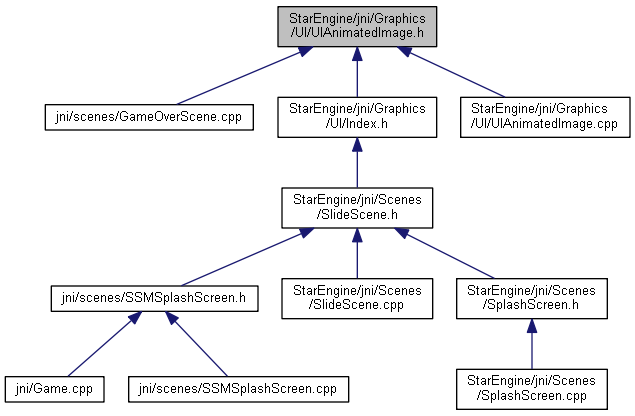 StarEngine/jni/Graphics
/UI/UIAnimatedImage.h
jni/scenes/GameOverScene.cpp
StarEngine/jni/Graphics
/UI/Index.h
StarEngine/jni/Graphics
/UI/UIAnimatedImage.cpp
StarEngine/jni/Scenes
/SlideScene.h
jni/scenes/SSMSplashScreen.h
StarEngine/jni/Scenes
/SlideScene.cpp
StarEngine/jni/Scenes
/SplashScreen.h
jni/Game.cpp
jni/scenes/SSMSplashScreen.cpp
StarEngine/jni/Scenes
/SplashScreen.cpp